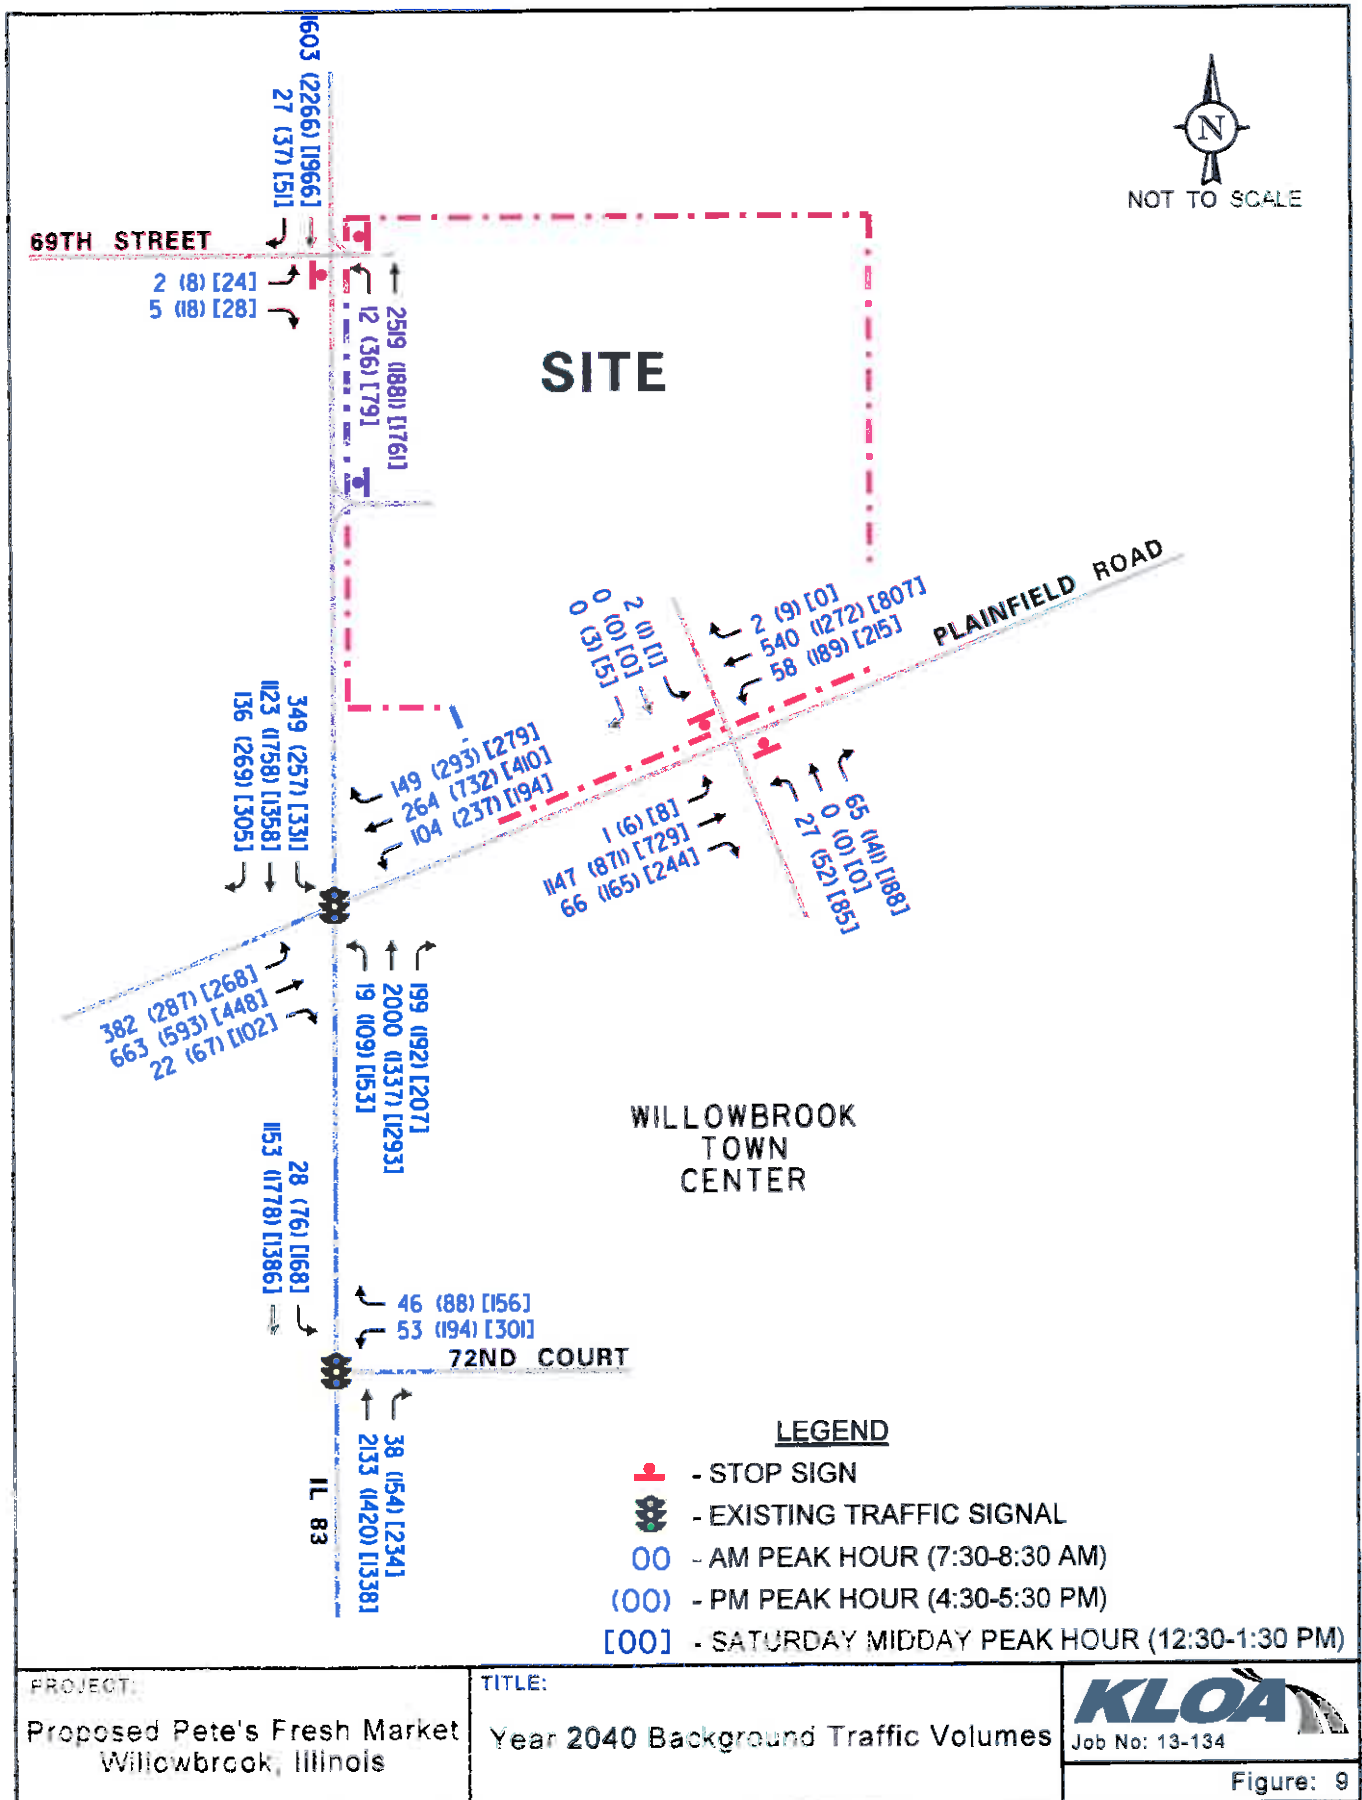 1603 (2266) [1966]
27 (37) [51]
N
NOT TO SCALE
69TH STREET
2 (8) [24]
5 (18) [28]
12 (36) [79]
2519 (1881) [1761]
SITE
PLAINFIELD ROAD
2 (1) [1]
0 (0) [0]
0 (3) [5]
2 (9) [0]
540 (1272) [807]
58 (189) [215]
349 (257) [331]
1123 (1758) [1358]
136 (269) [305]
149 (293) [279]
264 (732) [410]
104 (237) [194]
1 (6) [8]
1147 (871) [729]
66 (165) [244]
65 (141) [188]
0 (0) [0]
27 (52) [85]
382 (287) [268]
663 (593) [448]
22 (67) [102]
199 (192) [207]
2000 (1337) [1293]
19 (109) [153]
WILLOWBROOK
TOWN
CENTER
28 (76) [168]
1153 (1778) [1386]
46 (88) [156]
53 (194) [301]
72ND COURT
38 (154) [234]
2133 (1420) [1338]
IL 83
LEGEND
- STOP SIGN
- EXISTING TRAFFIC SIGNAL
00 - AM PEAK HOUR (7:30-8:30 AM)
(00) - PM PEAK HOUR (4:30-5:30 PM)
[00] - SATURDAY MIDDAY PEAK HOUR (12:30-1:30 PM)
PROJECT:
Proposed Pete's Fresh Market
Willowbrook, Illinois
TITLE:
Year 2040 Background Traffic Volumes
KLOA
Job No: 13-134
Figure: 9